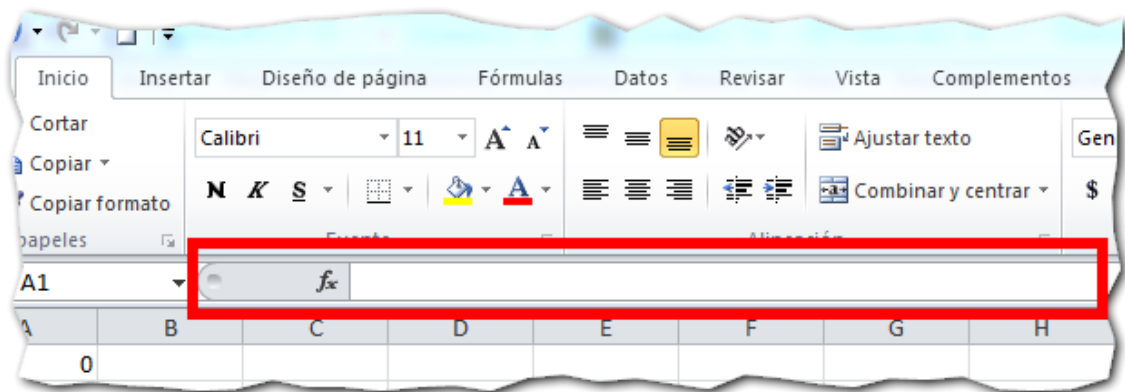 Inicio Insertar Diseño de página Fórmulas Datos Revisar Vista Complementos
Cortar
Calibri 11 A A Ajustar texto Gen
Copiar
N K S A Combinar y centrar $
Copiar formato
papeles
A1 fx
A B C D E F G H
0